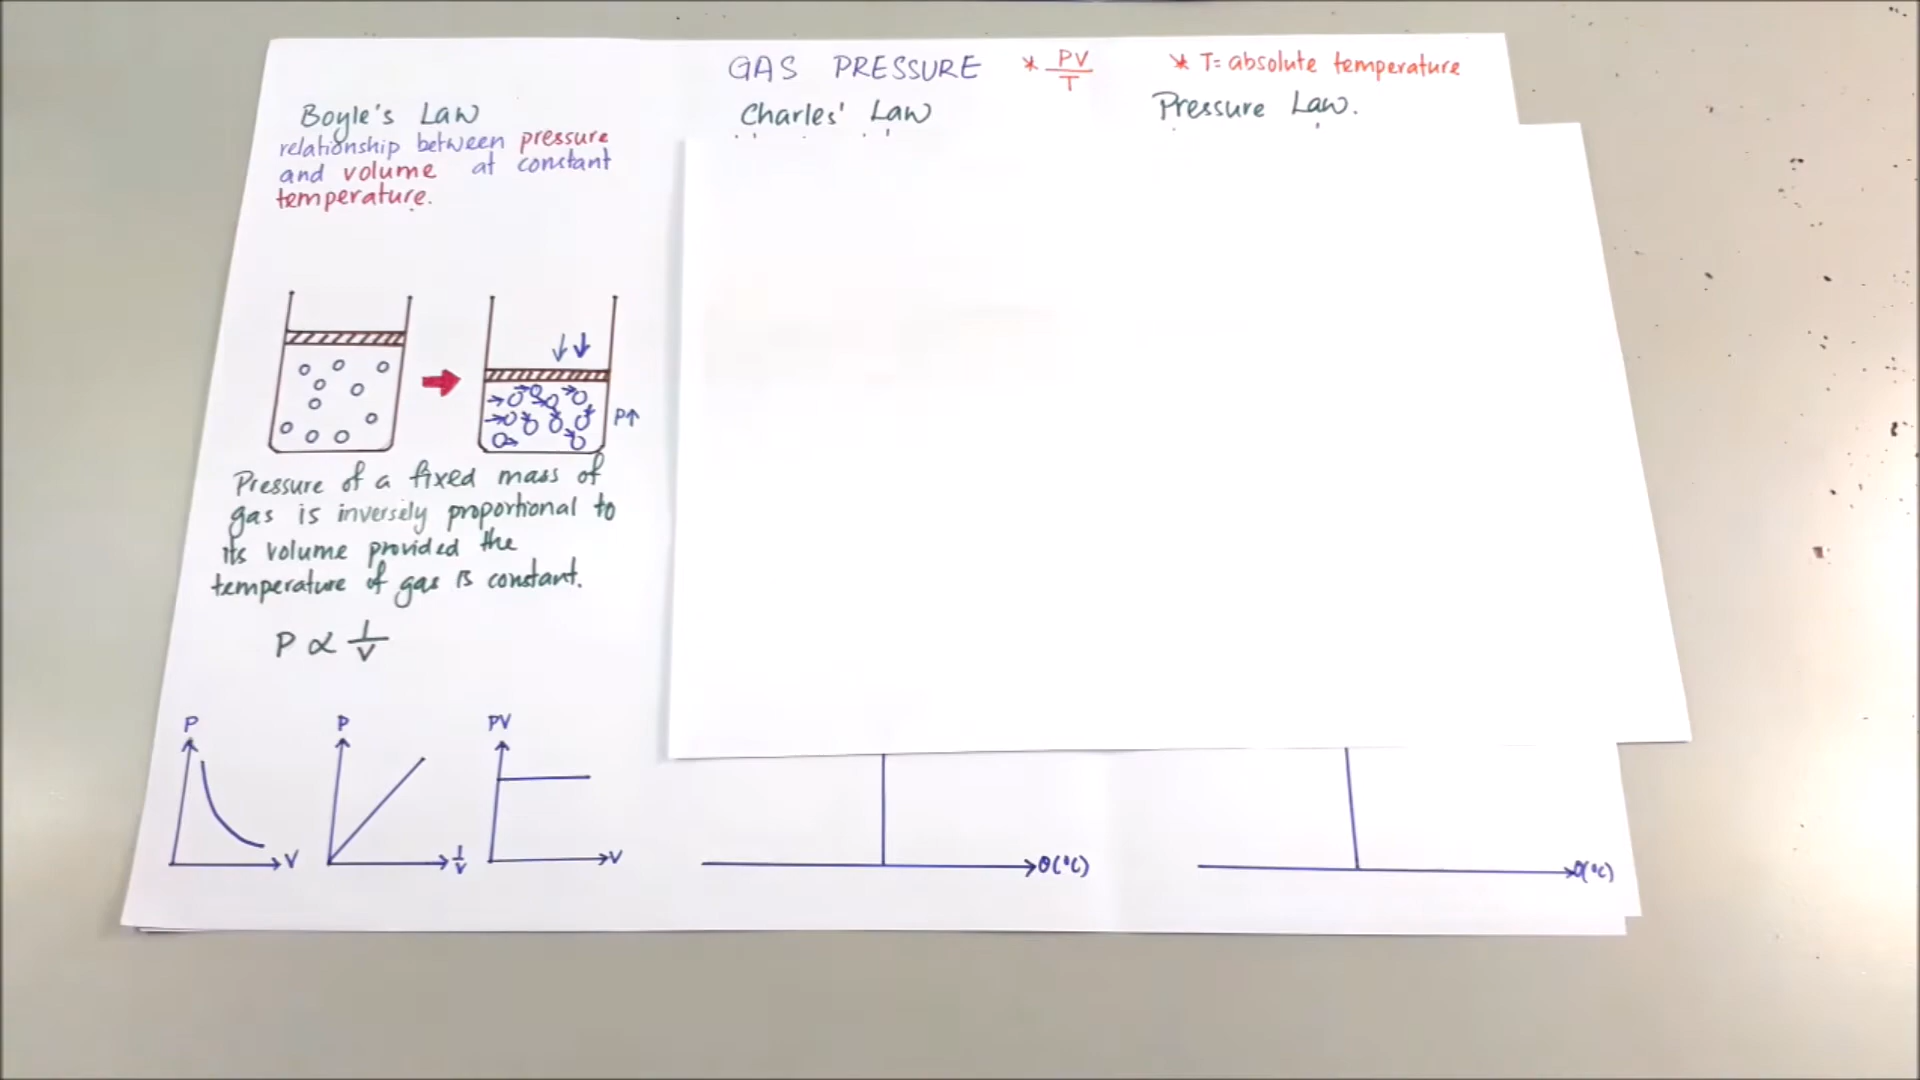 GAS PRESSURE * PV/T * T= absolute temperature
Boyle's Law
relationship between pressure
and volume at constant
temperature.
P↑
Pressure of a fixed mass of
gas is inversely proportional to
its volume provided the
temperature of gas is constant.
P ∝ 1/V
P
V
P
1/V
PV
V
Charles' Law
θ(°C)
Pressure Law.
θ(°C)